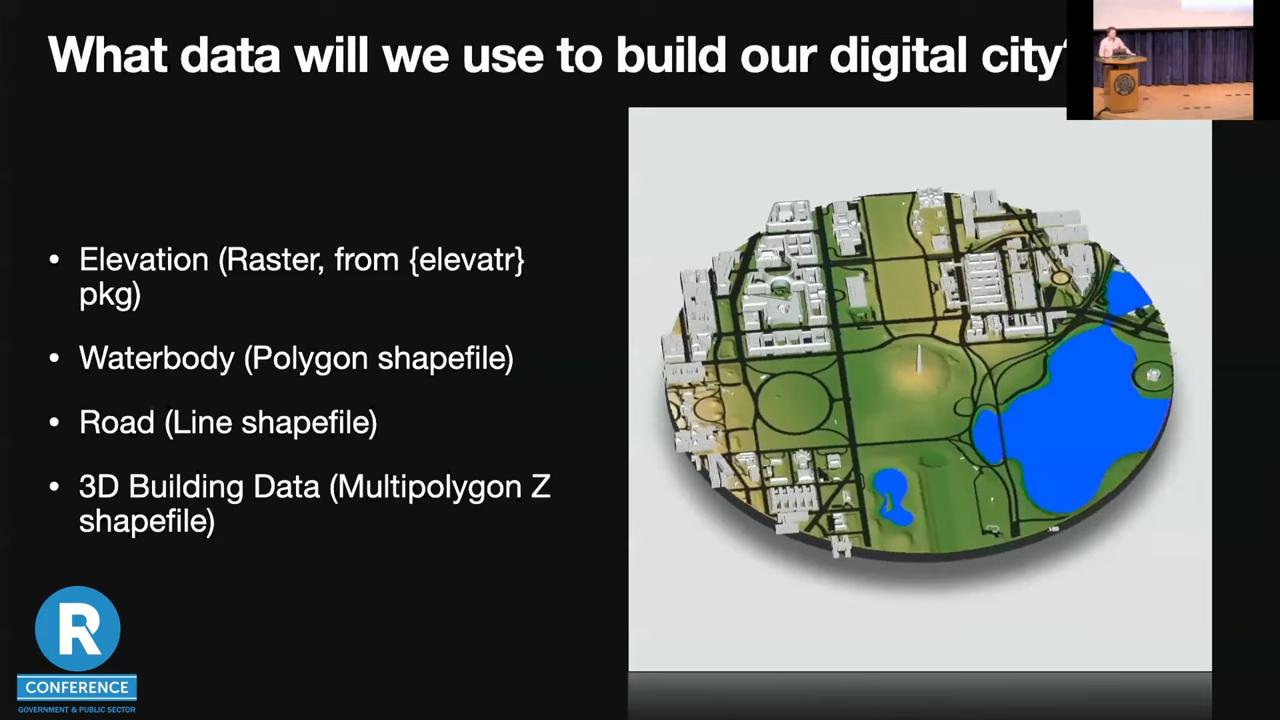 What data will we use to build our digital city?
• Elevation (Raster, from {elevatr}
pkg)
• Waterbody (Polygon shapefile)
• Road (Line shapefile)
• 3D Building Data (Multipolygon Z
shapefile)
R
CONFERENCE
GOVERNMENT & PUBLIC SECTOR